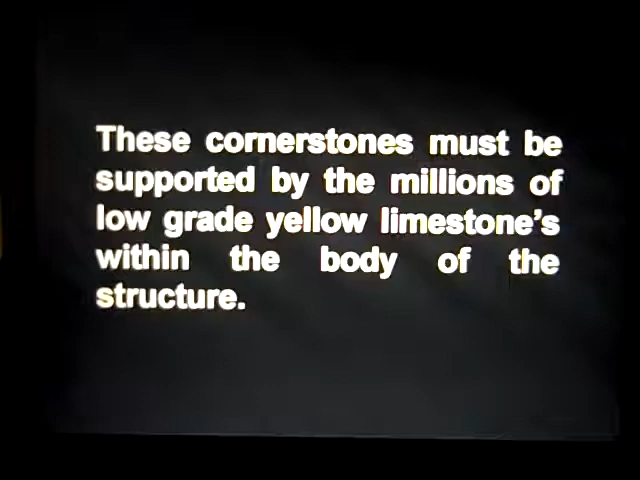 These cornerstones must be
supported by the millions of
low grade yellow limestone's
within the body of the
structure.